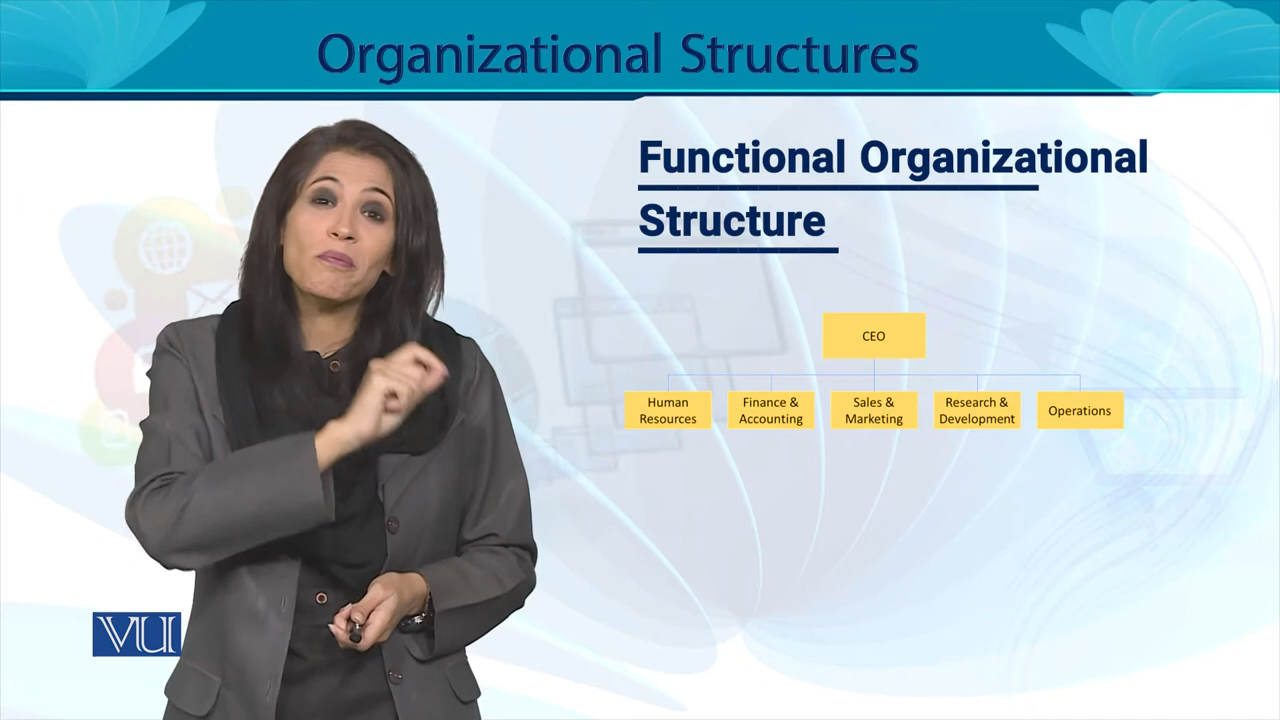 Organizational Structures
Functional Organizational
Structure
CEO
Human
Resources
Finance &
Accounting
Sales &
Marketing
Research &
Development
Operations
VU